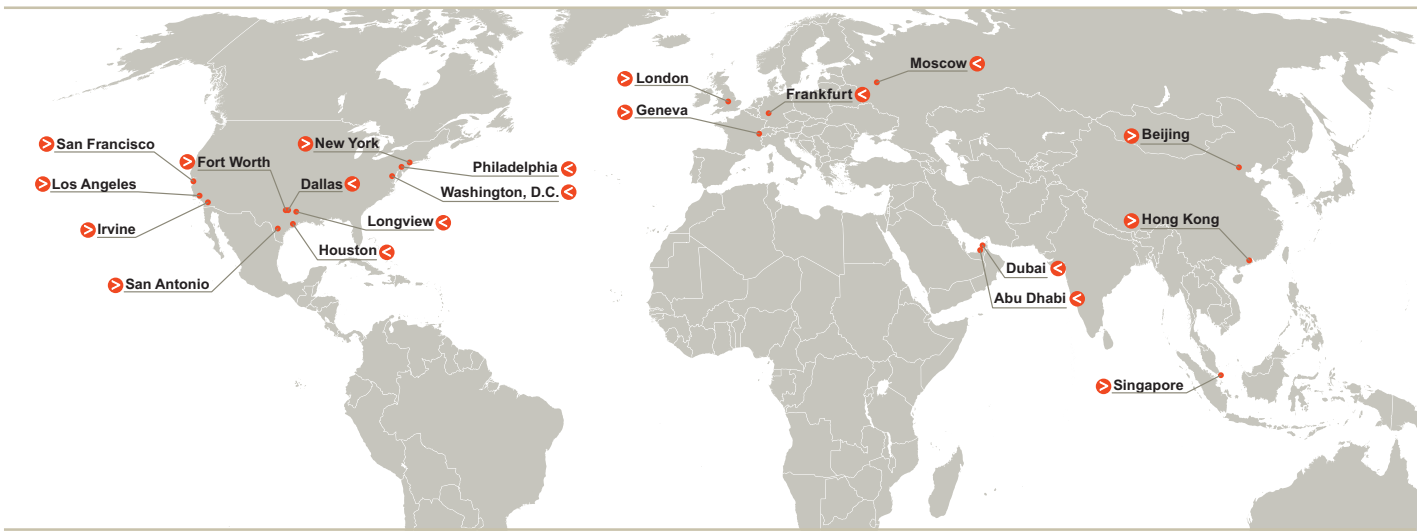 San Francisco
Los Angeles
Irvine
San Antonio
Fort Worth
Dallas
New York
Philadelphia
Washington, D.C.
Longview
Houston
London
Geneva
Frankfurt
Moscow
Dubai
Abu Dhabi
Beijing
Hong Kong
Singapore